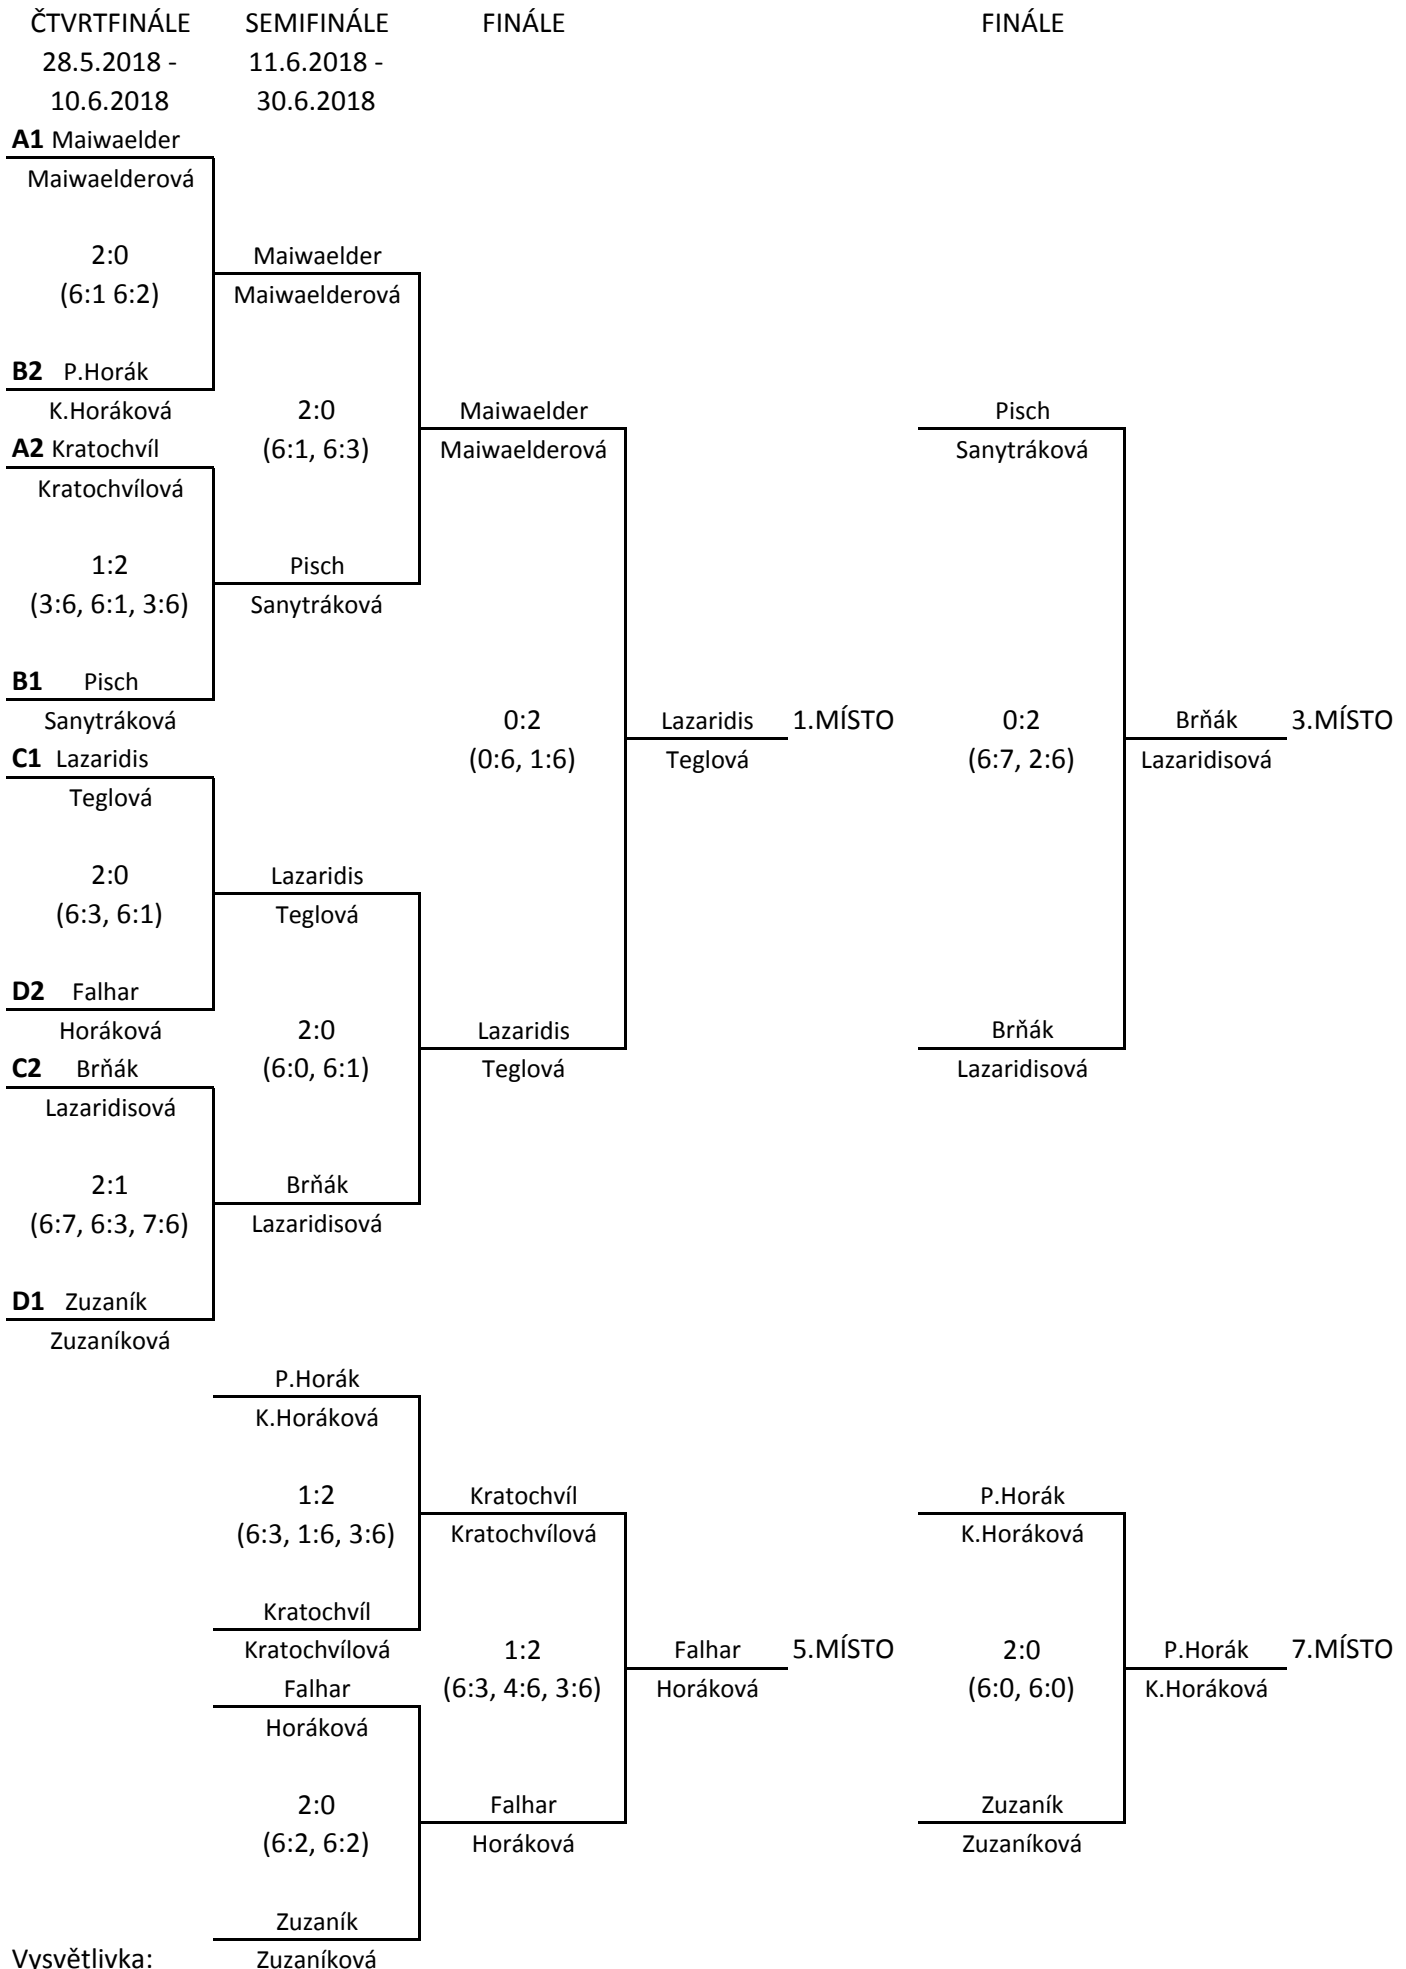 ČTVRTFINÁLE SEMIFINÁLE FINÁLE FINÁLE
28.5.2018 - 11.6.2018 -
10.6.2018 30.6.2018
A1 Maiwaelder
Maiwaelderová
2:0 Maiwaelder
(6:1 6:2) Maiwaelderová
B2 P.Horák
K.Horáková 2:0 Maiwaelder Pisch
A2 Kratochvíl (6:1, 6:3) Maiwaelderová Sanytráková
Kratochvílová
1:2 Pisch
(3:6, 6:1, 3:6) Sanytráková
B1 Pisch
Sanytráková 0:2 Lazaridis 1.MÍSTO 0:2 Brňák 3.MÍSTO
C1 Lazaridis (0:6, 1:6) Teglová (6:7, 2:6) Lazaridisová
Teglová
2:0 Lazaridis
(6:3, 6:1) Teglová
D2 Falhar
Horáková 2:0 Lazaridis Brňák
C2 Brňák (6:0, 6:1) Teglová Lazaridisová
Lazaridisová
2:1 Brňák
(6:7, 6:3, 7:6) Lazaridisová
D1 Zuzaník
Zuzaníková
P.Horák
K.Horáková
1:2 Kratochvíl P.Horák
(6:3, 1:6, 3:6) Kratochvílová K.Horáková
Kratochvíl
Kratochvílová 1:2 Falhar 5.MÍSTO 2:0 P.Horák 7.MÍSTO
Falhar (6:3, 4:6, 3:6) Horáková (6:0, 6:0) K.Horáková
Horáková
2:0 Falhar Zuzaník
(6:2, 6:2) Horáková Zuzaníková
Zuzaník
Vysvětlivka: Zuzaníková